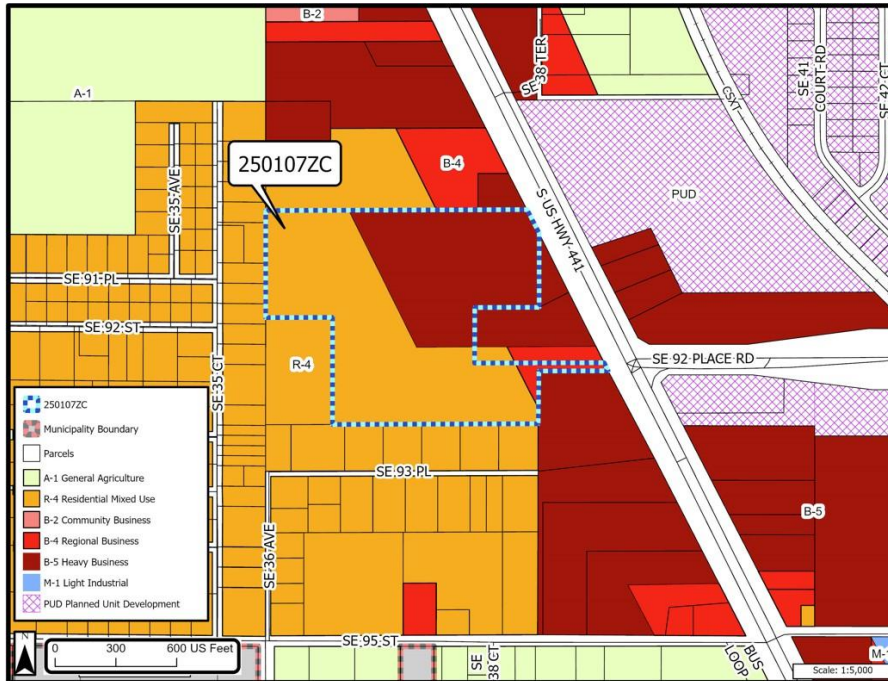 B-2
A-1
SE 38 TER
SE 41
COURT RD
SE 42 CT
CSXT
250107ZC
B-4
PUD
SE 35 AVE
S US HWY 441
SE 91 PL
SE 92 ST
SE 35 CT
R-4
SE 92 PLACE RD
250107ZC
Municipality Boundary
Parcels
A-1 General Agriculture
R-4 Residential Mixed Use
B-2 Community Business
B-4 Regional Business
B-5 Heavy Business
M-1 Light Industrial
PUD Planned Unit Development
SE 93 PL
SE 36 AVE
B-5
N
0 300 600 US Feet
SE 95 ST
SE
38 CT
BUS
LOOP
M-1
Scale: 1:5,000